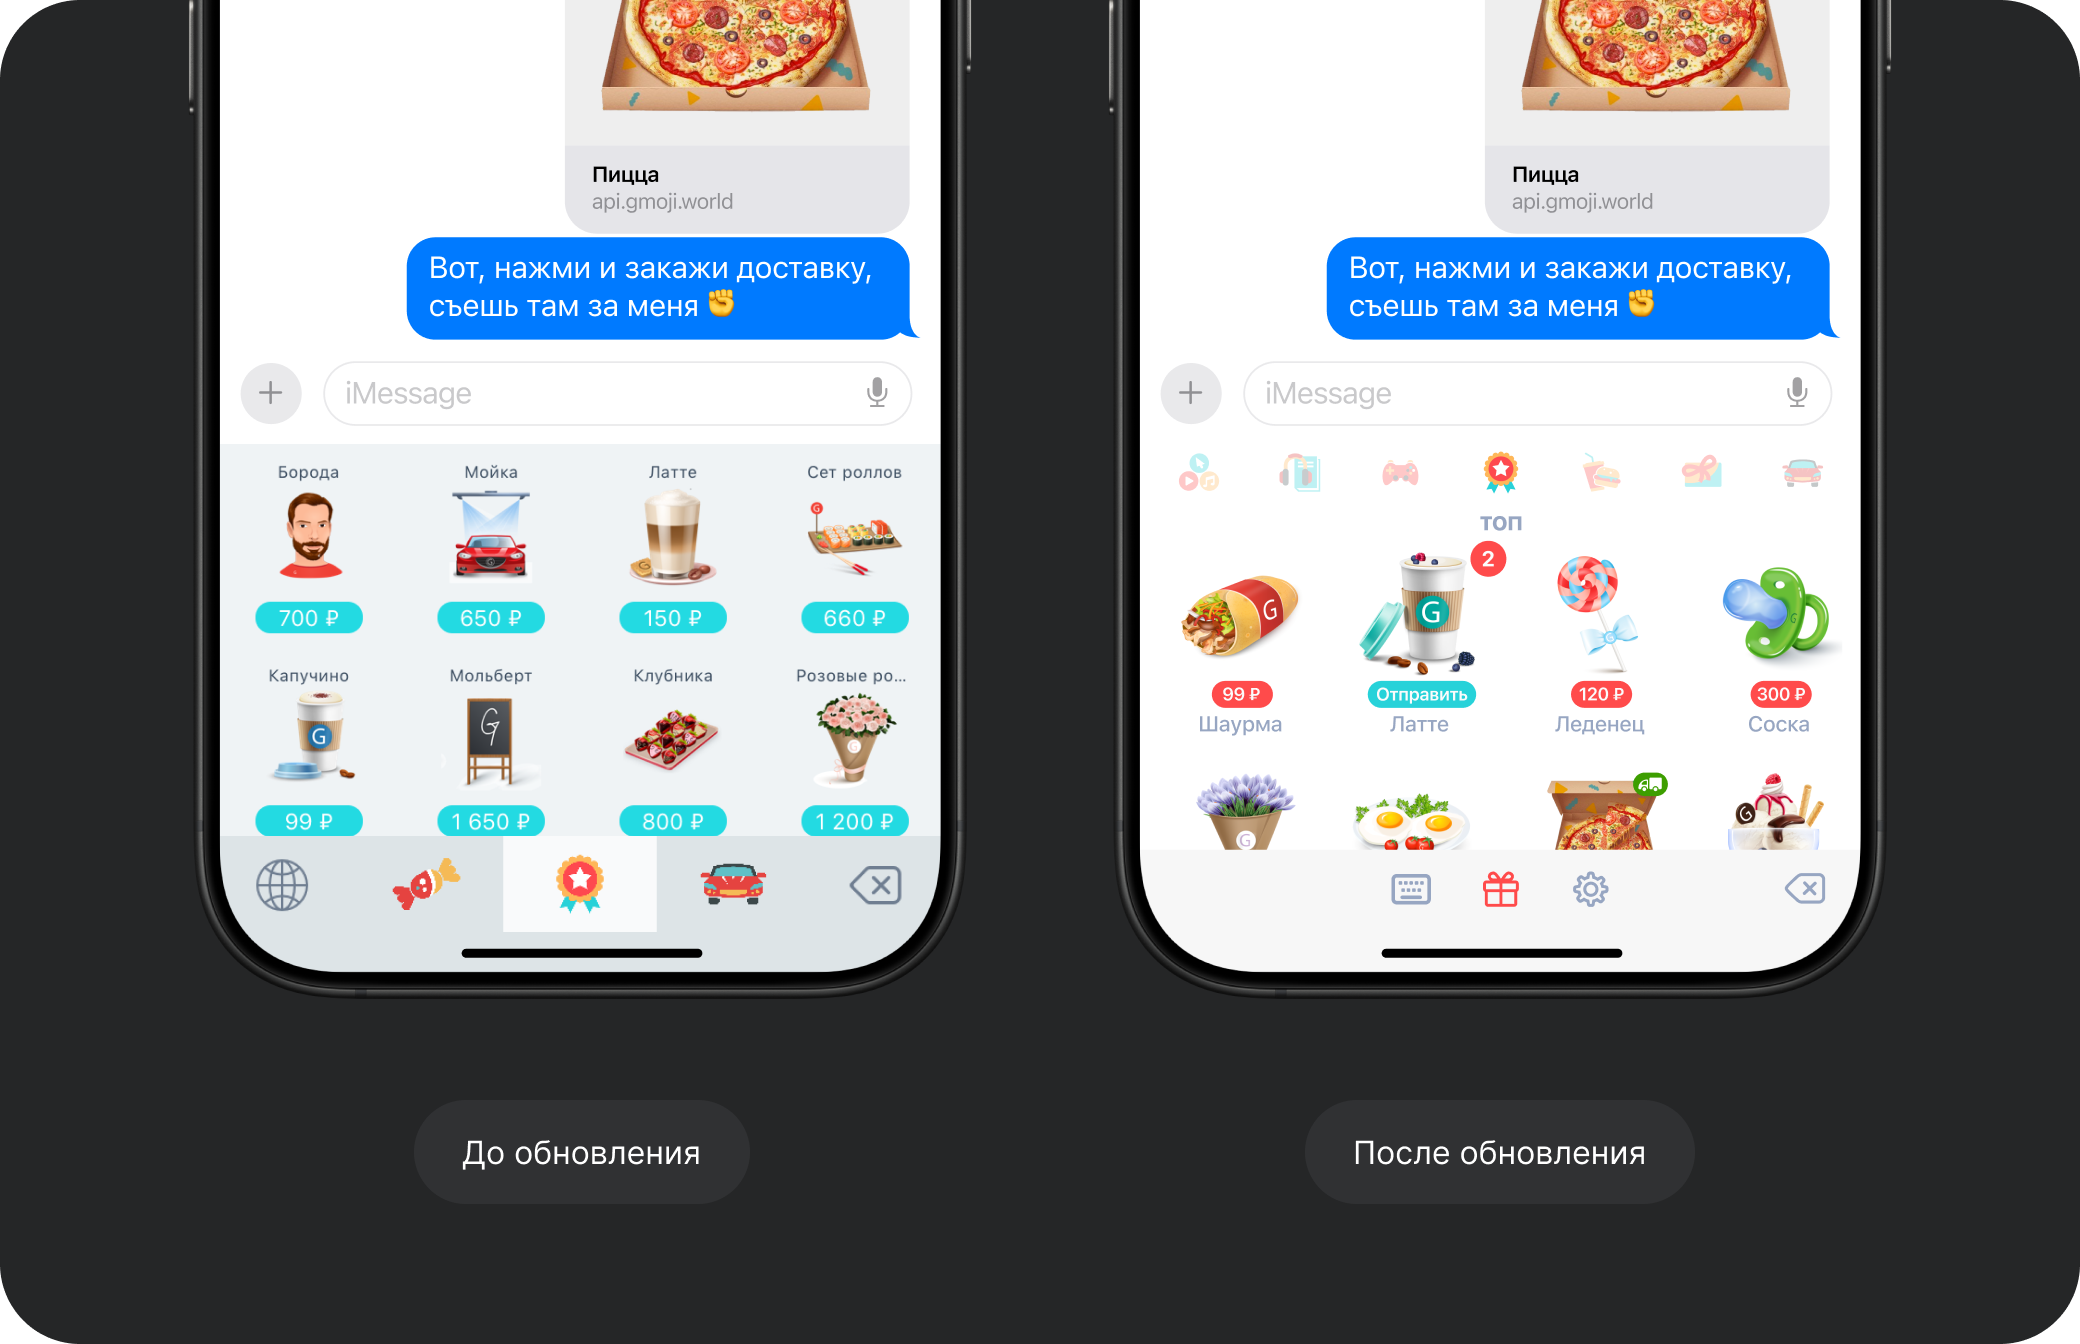 Пицца
api.gmoji.world
Вот, нажми и закажи доставку,
съешь там за меня ✊
iMessage
Борода
Мойка
Латте
Сет роллов
G
700 ₽
650 ₽
150 ₽
660 ₽
Капучино
Мольберт
Клубника
Розовые ро...
G
G
G
99 ₽
1 650 ₽
800 ₽
1 200 ₽
До обновления
Пицца
api.gmoji.world
Вот, нажми и закажи доставку,
съешь там за меня ✊
iMessage
ТОП
2
G
G
99 ₽
Отправить
120 ₽
300 ₽
Шаурма
Латте
Леденец
Соска
G
G
После обновления